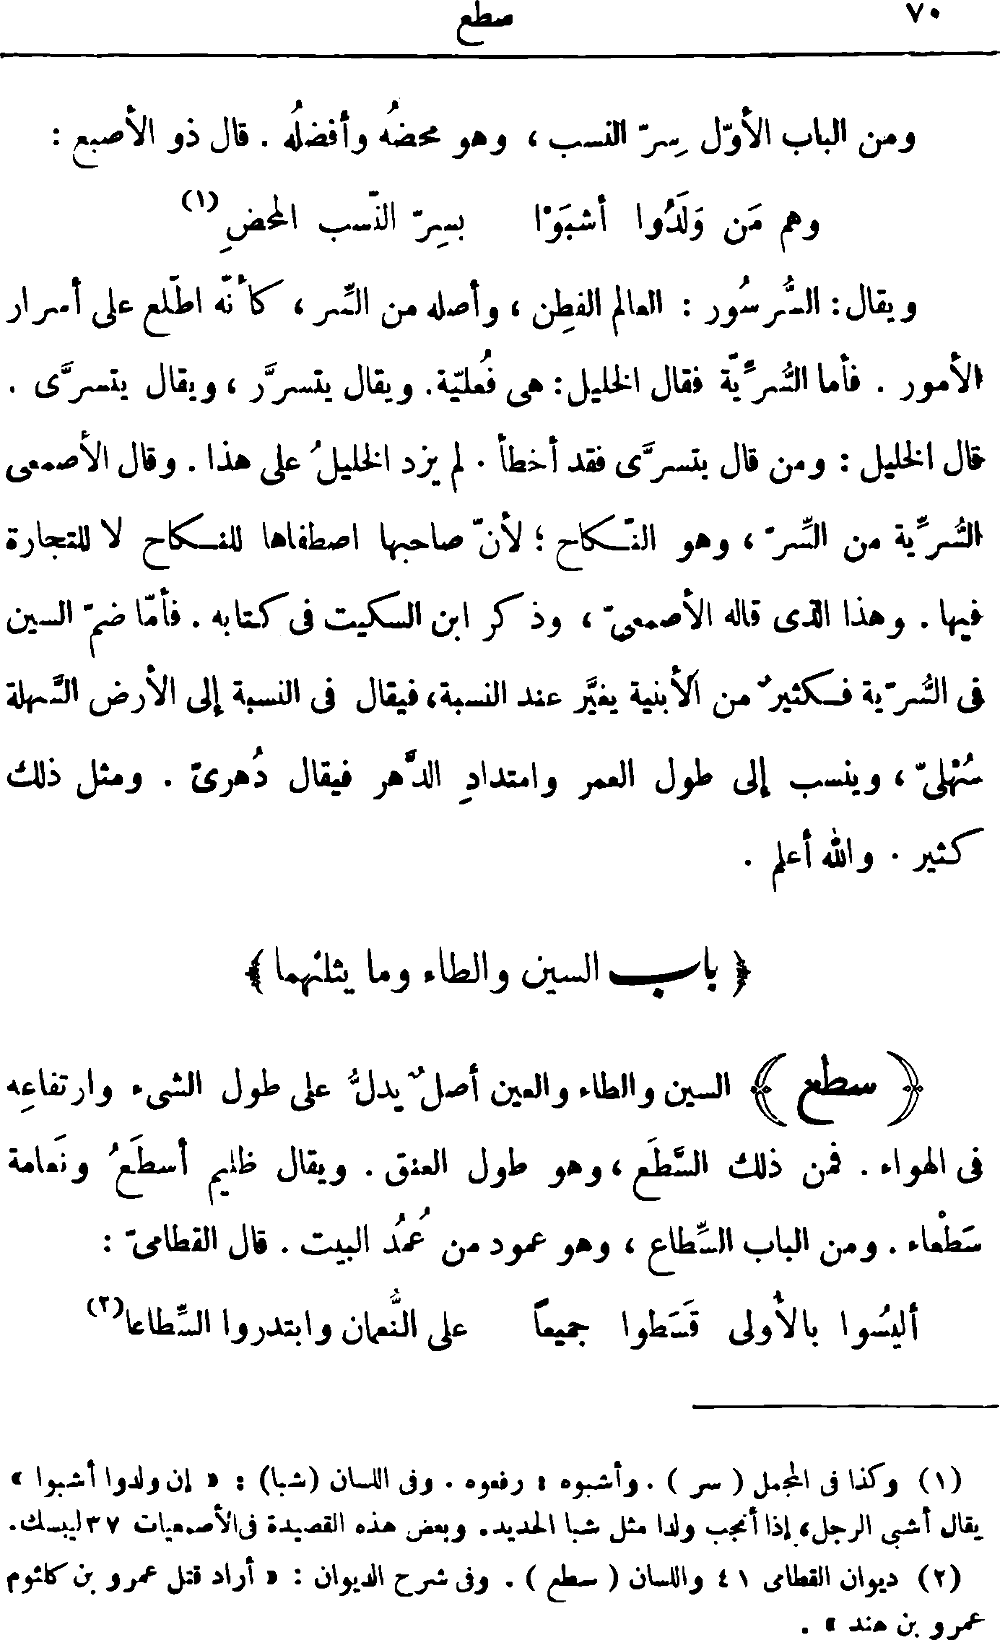 ٧٠ سطع
ومن الباب الأوّل سِرّ النسب ، وهو محضُه وأفضلُه . قال ذو الأصبع :
وهم مَن وَلَدُوا أشبَوْا بسِرّ النّسب المحضِ(١)
ويقال : السُّرسُور : العالم الفطِن ، وأصله من السِّر ، كأنّه اطّلع على أسرار
الأمور . فأما السُّرِّيّة فقال الخليل : هى فُعليّة . ويقال يتسرَّر ، ويقال يتسرَّى .
قال الخليل : ومن قال يتسرَّى فقد أخطأ . لم يزد الخليلُ على هذا . وقال الأصمعى
السُّرِّية من السِّرّ ، وهو النّكاح ؛ لأنّ صاحبها اصطفاها للنكاح لا للتجارة
فيها . وهذا الذى قاله الأصمعىّ ، وذكر ابن السكيت فى كتابه . فأمّا ضمّ السين
فى السُّرّية فكثيرٌ من الأبنية يغيَّر عند النسبة ، فيقال فى النسبة إلى الأرض السَّهلة
سُهْلىّ ، وينسب إلى طول العمر وامتدادِ الدَّهر فيقال دُهرىّ . ومثل ذلك
كثير . والله أعلم .
﴿ باب السين والطاء وما يثلثهما ﴾
﴿ سطع ﴾ السين والطاء والعين أصلٌ يدلُّ على طول الشىء وارتفاعِه
فى الهواء . فمن ذلك السَّطَع ، وهو طول العنق . ويقال ظليم أسطَعُ ونَعامة
سَطْعاء . ومن الباب السِّطاع ، وهو عمود من عُمُد البيت . قال القطامىّ :
أليسُوا بالأُولى قَسَطوا جميعاً على النُّعمان وابتدروا السِّطاعا(٢)
(١) وكذا فى المجمل ( سر ) . وأشبوه : رفعوه . وفى اللسان (شبا) : « إن ولدوا أشبوا »
يقال أشبى الرجل، إذا أنجب ولدا مثل شبا الحديد. وبعض هذه القصيدة فى الأصمعيات ٣٧ ليبسك.
(٢) ديوان القطامى ٤١ واللسان ( سطع ) . وفى شرح الديوان : « أراد قتل عمرو بن كلثوم
عمرو بن هند » .